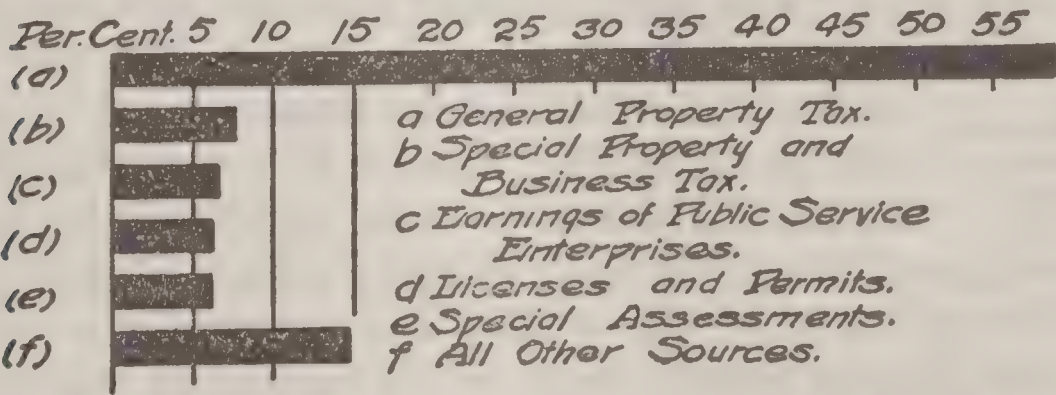 Per.Cent. 5 10 15 20 25 30 35 40 45 50 55
(a)
(b)
(c)
(d)
(e)
(f)
a General Property Tax.
b Special Property and
Business Tax.
c Earnings of Public Service
Enterprises.
d Licenses and Permits.
e Special Assessments.
f All Other Sources.